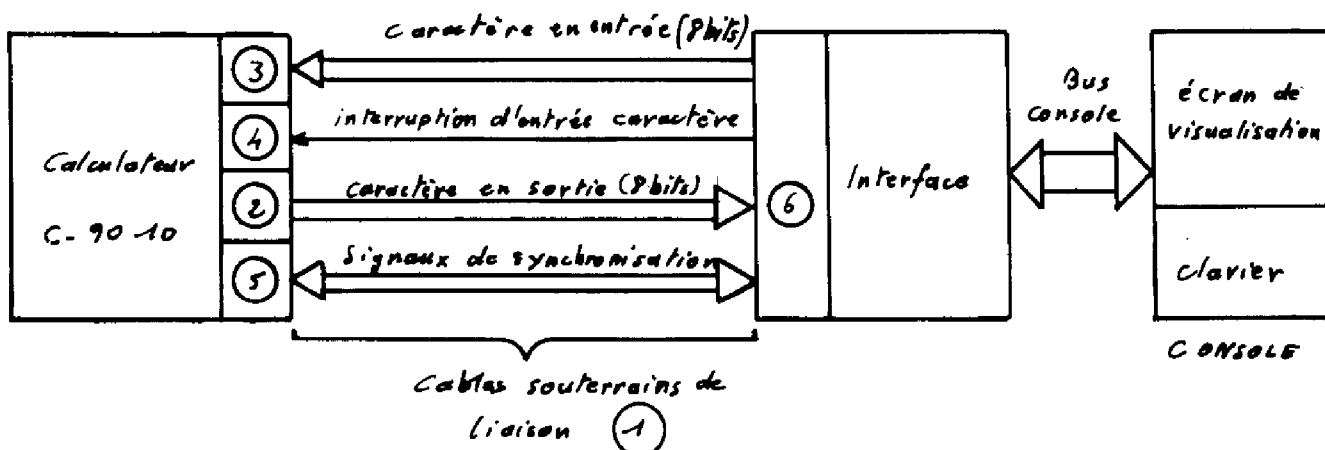 caractère en entrée (8 bits)
3
interruption d'entrée caractère
4
Calculateur
C-90-10
caractère en sortie (8 bits)
2
Signaux de synchronisation
5
6
Interface
Bus
console
écran de
visualisation
clavier
CONSOLE
Cables souterrains de
liaison 1